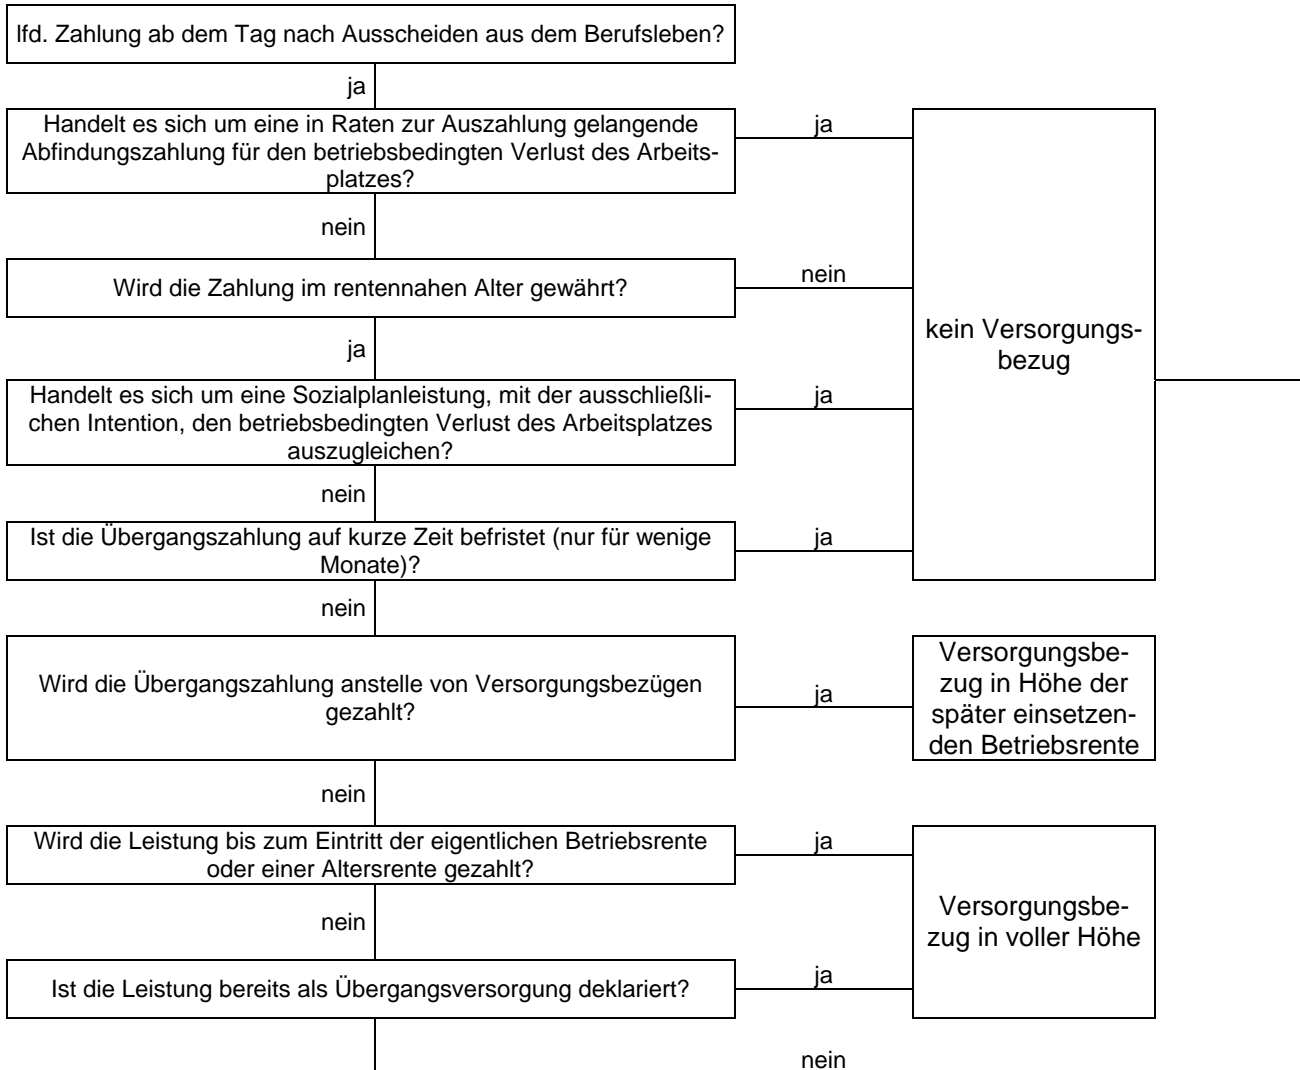 lfd. Zahlung ab dem Tag nach Ausscheiden aus dem Berufsleben?
ja
Handelt es sich um eine in Raten zur Auszahlung gelangende
Abfindungszahlung für den betriebsbedingten Verlust des Arbeits-
platzes?
ja
nein
Wird die Zahlung im rentennahen Alter gewährt?
nein
kein Versorgungs-
bezug
ja
Handelt es sich um eine Sozialplanleistung, mit der ausschließli-
chen Intention, den betriebsbedingten Verlust des Arbeitsplatzes
auszugleichen?
ja
nein
Ist die Übergangszahlung auf kurze Zeit befristet (nur für wenige
Monate)?
ja
nein
Wird die Übergangszahlung anstelle von Versorgungsbezügen
gezahlt?
ja
Versorgungsbe-
zug in Höhe der
später einsetzen-
den Betriebsrente
nein
Wird die Leistung bis zum Eintritt der eigentlichen Betriebsrente
oder einer Altersrente gezahlt?
ja
Versorgungsbe-
zug in voller Höhe
nein
Ist die Leistung bereits als Übergangsversorgung deklariert?
ja
nein